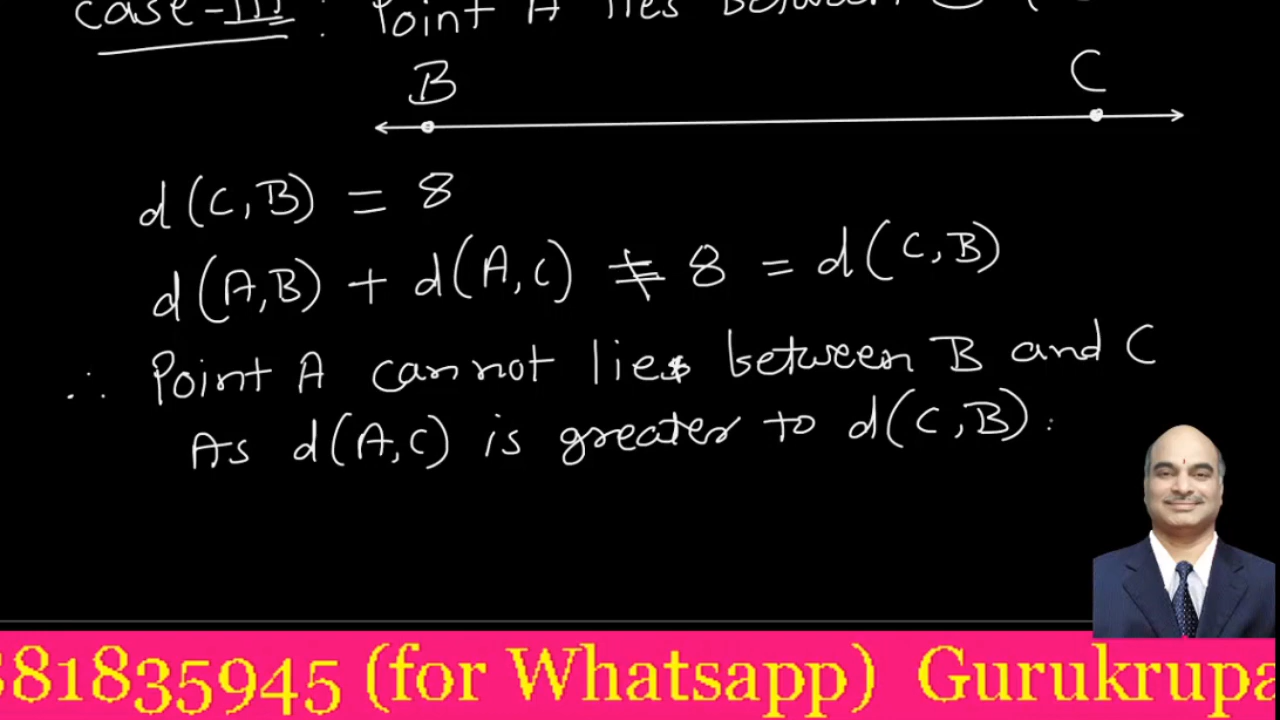 Case-III : Point A lies between B
B C
d(C,B) = 8
d(A,B) + d(A,C) ≠ 8 = d(C,B)
∴ Point A cannot lies between B and C
As d(A,C) is greater to d(C,B).
81835945 (for Whatsapp) Gurukrupa